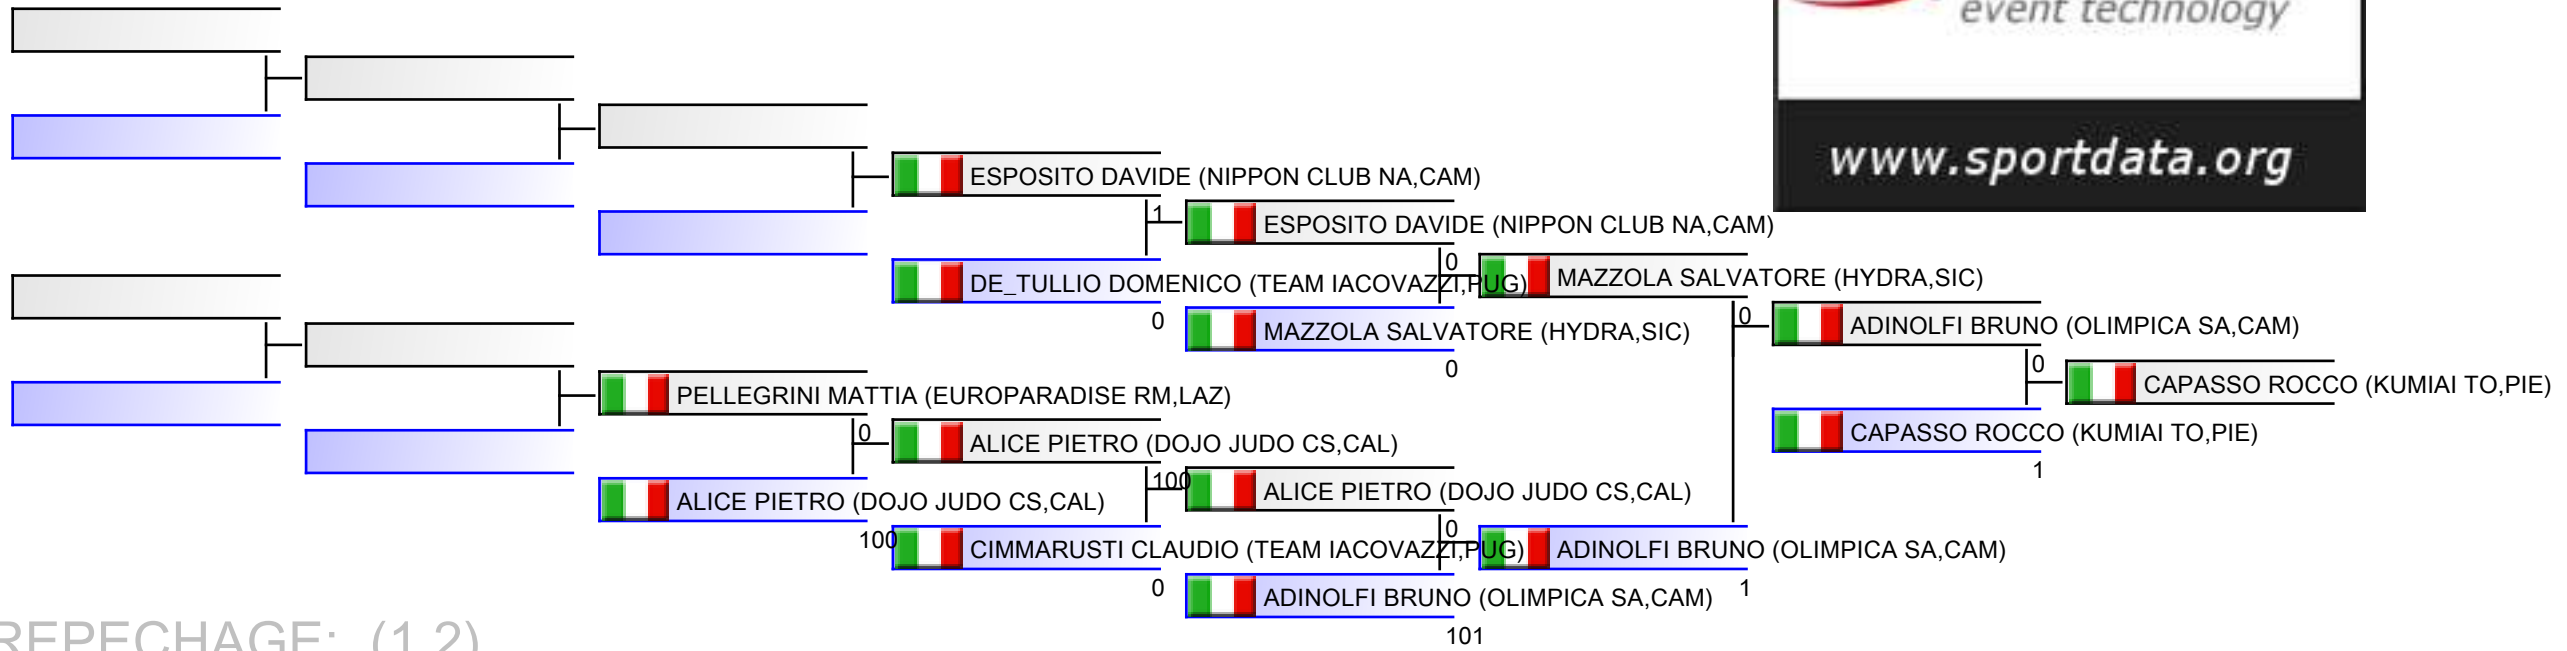 event technology
www.sportdata.org
ESPOSITO DAVIDE (NIPPON CLUB NA,CAM)
1
ESPOSITO DAVIDE (NIPPON CLUB NA,CAM)
0
DE_TULLIO DOMENICO (TEAM IACOVAZZI,PUG)
MAZZOLA SALVATORE (HYDRA,SIC)
0
0
ADINOLFI BRUNO (OLIMPICA SA,CAM)
MAZZOLA SALVATORE (HYDRA,SIC)
0
0
CAPASSO ROCCO (KUMIAI TO,PIE)
PELLEGRINI MATTIA (EUROPARADISE RM,LAZ)
0
ALICE PIETRO (DOJO JUDO CS,CAL)
CAPASSO ROCCO (KUMIAI TO,PIE)
1
100
ALICE PIETRO (DOJO JUDO CS,CAL)
ALICE PIETRO (DOJO JUDO CS,CAL)
0
100
CIMMARUSTI CLAUDIO (TEAM IACOVAZZI,PUG)
ADINOLFI BRUNO (OLIMPICA SA,CAM)
0
1
ADINOLFI BRUNO (OLIMPICA SA,CAM)
101
REPECHAGE: (1,2)